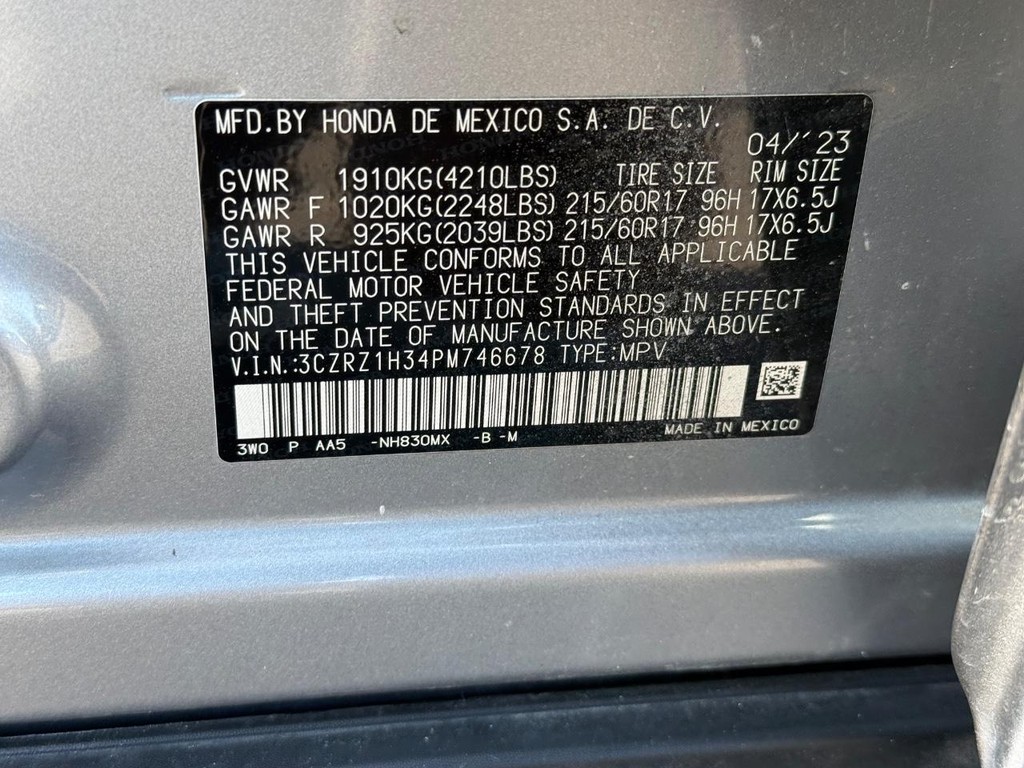 MFD.BY HONDA DE MEXICO S.A. DE C.V.
04/´23
GVWR 1910KG(4210LBS) TIRE SIZE RIM SIZE
GAWR F 1020KG(2248LBS) 215/60R17 96H 17X6.5J
GAWR R 925KG(2039LBS) 215/60R17 96H 17X6.5J
THIS VEHICLE CONFORMS TO ALL APPLICABLE
FEDERAL MOTOR VEHICLE SAFETY
AND THEFT PREVENTION STANDARDS IN EFFECT
ON THE DATE OF MANUFACTURE SHOWN ABOVE.
V.I.N.:3CZRZ1H34PM746678 TYPE:MPV
3W0 P AA5 -NH830MX -B -M
MADE IN MEXICO